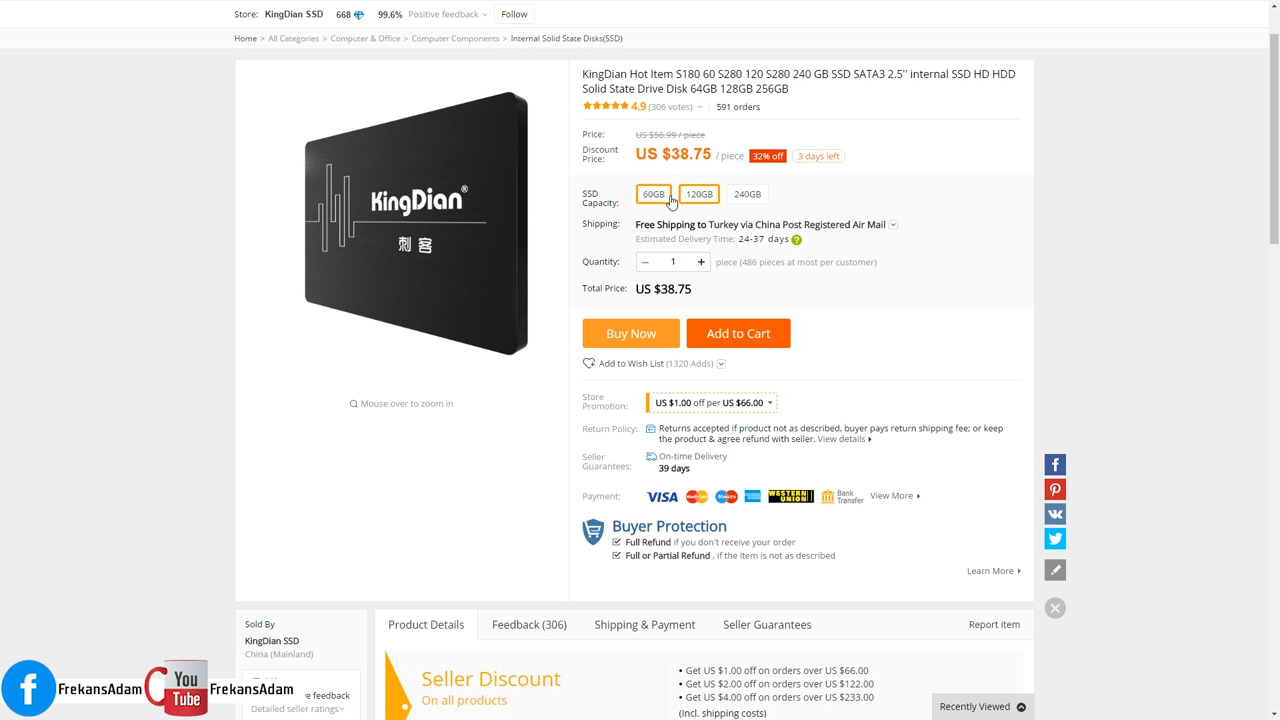 Store: KingDian SSD 668 99.6% Positive feedback Follow
Home > All Categories > Computer & Office > Computer Components > Internal Solid State Disks(SSD)
KingDian Hot Item S180 60 S280 120 S280 240 GB SSD SATA3 2.5'' internal SSD HD HDD
Solid State Drive Disk 64GB 128GB 256GB
4.9 (306 votes) 591 orders
Price: US $56.99 / piece
Discount Price: US $38.75 / piece 32% off 3 days left
SSD Capacity: 60GB 120GB 240GB
KingDian®
刺客
Shipping: Free Shipping to Turkey via China Post Registered Air Mail
Estimated Delivery Time: 24-37 days ?
Quantity: – 1 + piece (486 pieces at most per customer)
Total Price: US $38.75
Buy Now Add to Cart
Add to Wish List (1320 Adds)
Mouse over to zoom in
Store Promotion: US $1.00 off per US $66.00
Return Policy: Returns accepted if product not as described, buyer pays return shipping fee; or keep
the product & agree refund with seller. View details
Seller Guarantees: On-time Delivery
39 days
Payment: VISA MasterCard Maestro WESTERN UNION Bank Transfer View More
Buyer Protection
Full Refund if you don't receive your order
Full or Partial Refund , if the item is not as described
Learn More
Sold By
KingDian SSD
China (Mainland)
ve feedback
Detailed seller ratings
Product Details Feedback (306) Shipping & Payment Seller Guarantees Report item
Seller Discount
On all products
• Get US $1.00 off on orders over US $66.00
• Get US $2.00 off on orders over US $122.00
• Get US $4.00 off on orders over US $233.00
(Incl. shipping costs)
Recently Viewed
f FrekansAdam You Tube FrekansAdam